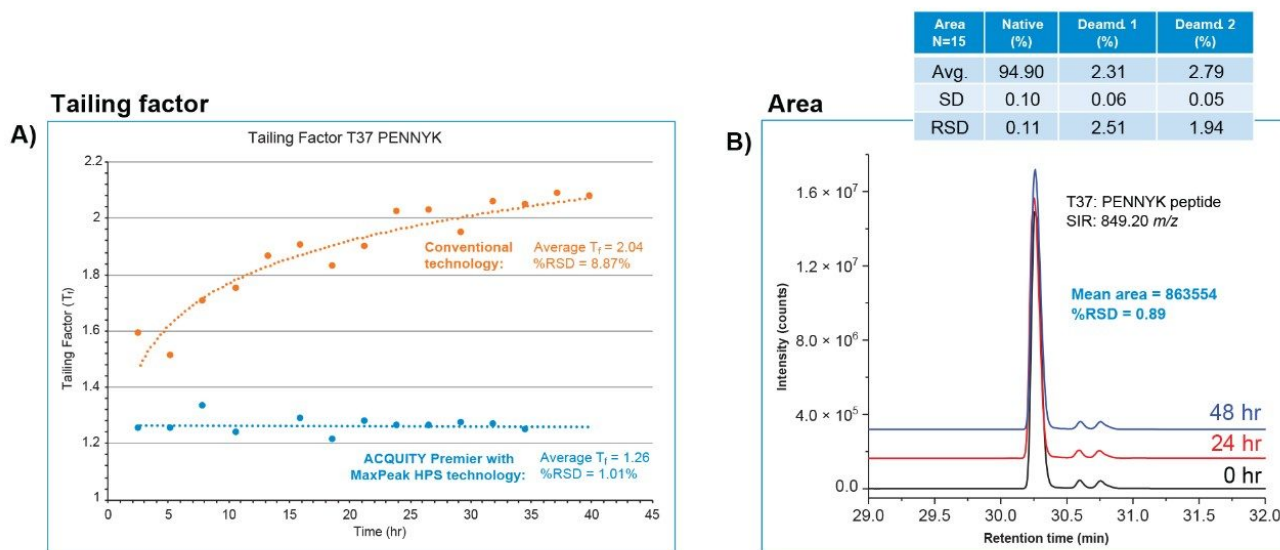 Tailing factor
A)
Tailing Factor T37 PENNYK
Tailing Factor (Tf)
2.2
2
1.8
1.6
1.4
1.2
1
Conventional technology:
Average Tf = 2.04
%RSD = 8.87%
ACQUITY Premier with
MaxPeak HPS technology:
Average Tf = 1.26
%RSD = 1.01%
0 5 10 15 20 25 30 35 40 45
Time (hr)
Area N=15 Native (%) Deamd. 1 (%) Deamd. 2 (%)
Avg. 94.90 2.31 2.79
SD 0.10 0.06 0.05
RSD 0.11 2.51 1.94
Area
B)
Intensity (counts)
1.6 × 10⁷
1.2 × 10⁷
8.0 × 10⁶
4.0 × 10⁵
0.0
T37: PENNYK peptide
SIR: 849.20 m/z
Mean area = 863554
%RSD = 0.89
48 hr
24 hr
0 hr
29.0 29.5 30.0 30.5 31.0 31.5 32.0
Retention time (min)